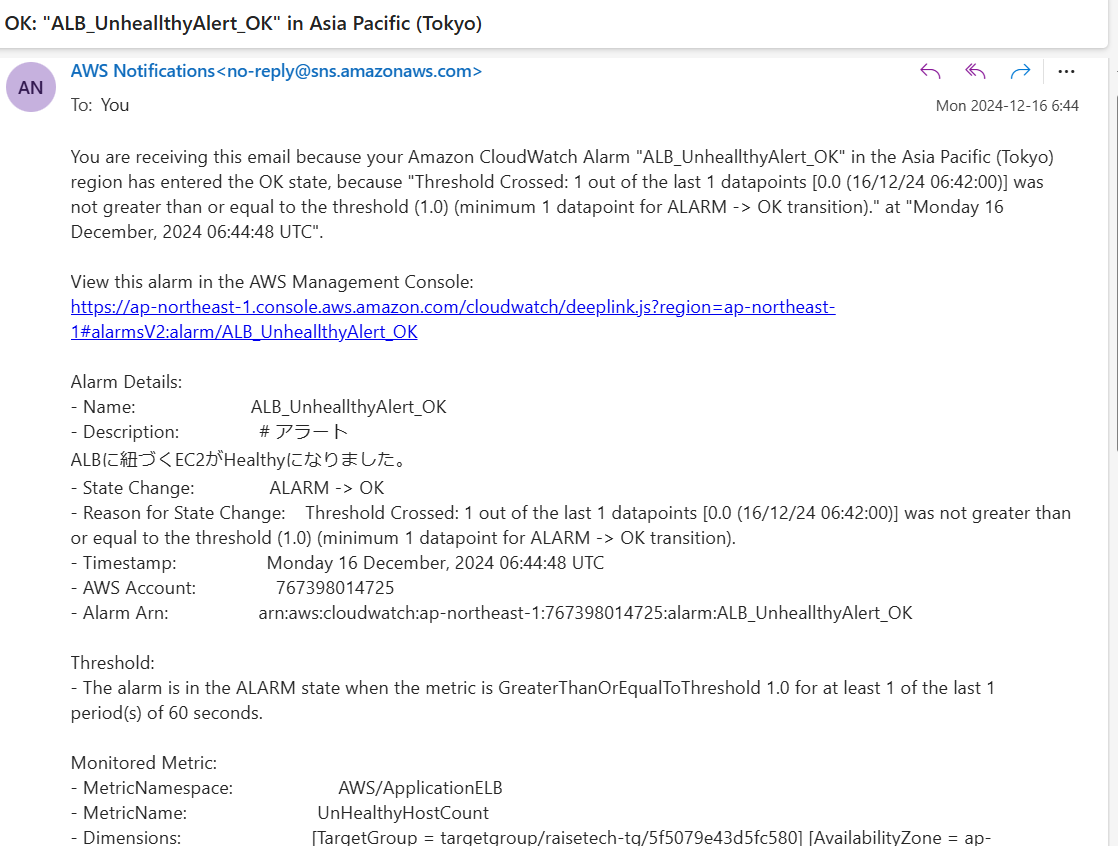 OK: "ALB_UnheallthyAlert_OK" in Asia Pacific (Tokyo)
AN
AWS Notifications<no-reply@sns.amazonaws.com>
To: You
Mon 2024-12-16 6:44
You are receiving this email because your Amazon CloudWatch Alarm "ALB_UnheallthyAlert_OK" in the Asia Pacific (Tokyo)
region has entered the OK state, because "Threshold Crossed: 1 out of the last 1 datapoints [0.0 (16/12/24 06:42:00)] was
not greater than or equal to the threshold (1.0) (minimum 1 datapoint for ALARM -> OK transition)." at "Monday 16
December, 2024 06:44:48 UTC".
View this alarm in the AWS Management Console:
https://ap-northeast-1.console.aws.amazon.com/cloudwatch/deeplink.js?region=ap-northeast-
1#alarmsV2:alarm/ALB_UnheallthyAlert_OK
Alarm Details:
- Name: ALB_UnheallthyAlert_OK
- Description: # アラート
ALBに紐づくEC2がHealthyになりました。
- State Change: ALARM -> OK
- Reason for State Change: Threshold Crossed: 1 out of the last 1 datapoints [0.0 (16/12/24 06:42:00)] was not greater than
or equal to the threshold (1.0) (minimum 1 datapoint for ALARM -> OK transition).
- Timestamp: Monday 16 December, 2024 06:44:48 UTC
- AWS Account: 767398014725
- Alarm Arn: arn:aws:cloudwatch:ap-northeast-1:767398014725:alarm:ALB_UnheallthyAlert_OK
Threshold:
- The alarm is in the ALARM state when the metric is GreaterThanOrEqualToThreshold 1.0 for at least 1 of the last 1
period(s) of 60 seconds.
Monitored Metric:
- MetricNamespace: AWS/ApplicationELB
- MetricName: UnHealthyHostCount
- Dimensions: [TargetGroup = targetgroup/raisetech-tg/5f5079e43d5fc580] [AvailabilityZone = ap-